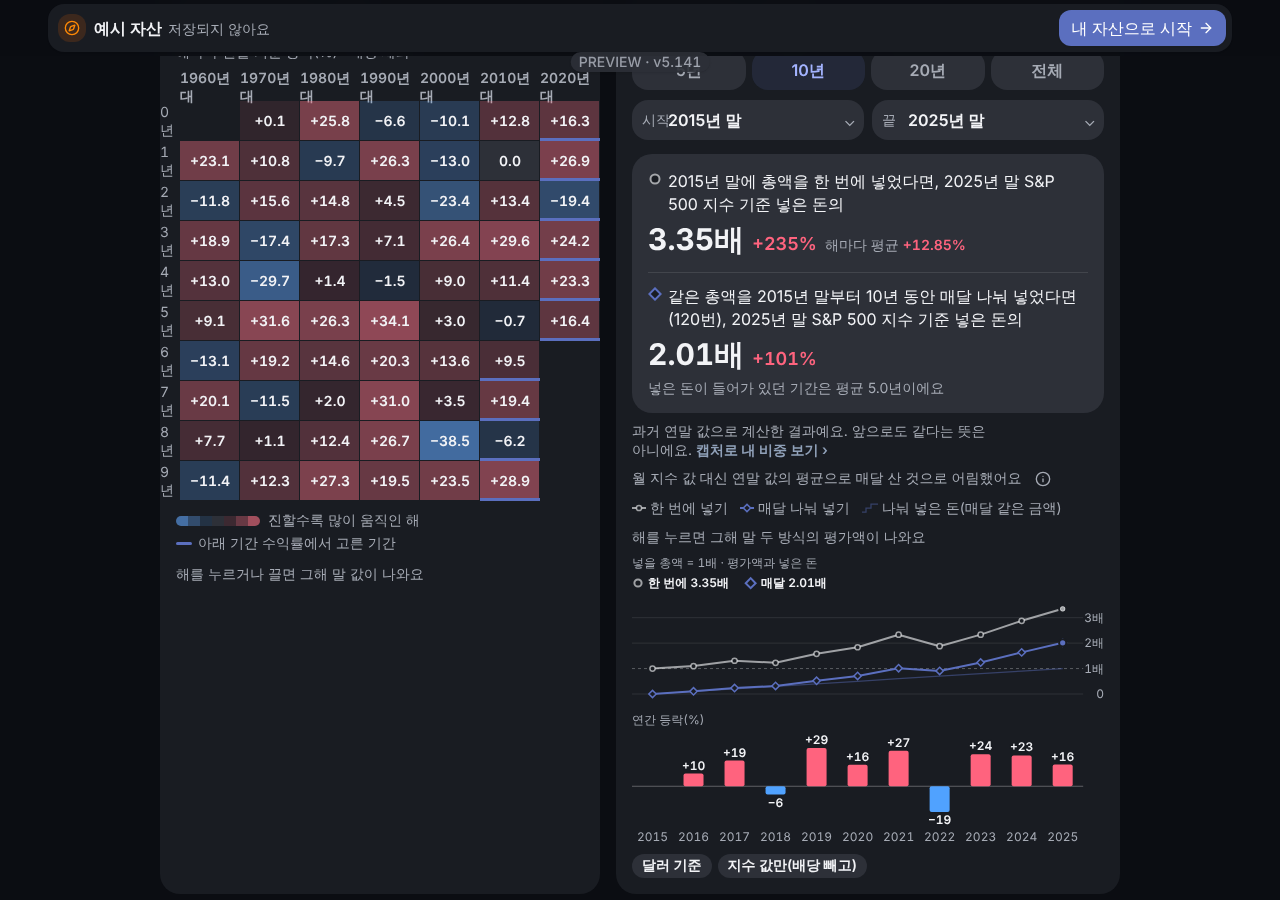 예시 자산 저장되지 않아요
내 자산으로 시작 →
PREVIEW · v5.141
1960년대 1970년대 1980년대 1990년대 2000년대 2010년대 2020년대
0년 +0.1 +25.8 −6.6 −10.1 +12.8 +16.3
1년 +23.1 +10.8 −9.7 +26.3 −13.0 0.0 +26.9
2년 −11.8 +15.6 +14.8 +4.5 −23.4 +13.4 −19.4
3년 +18.9 −17.4 +17.3 +7.1 +26.4 +29.6 +24.2
4년 +13.0 −29.7 +1.4 −1.5 +9.0 +11.4 +23.3
5년 +9.1 +31.6 +26.3 +34.1 +3.0 −0.7 +16.4
6년 −13.1 +19.2 +14.6 +20.3 +13.6 +9.5
7년 +20.1 −11.5 +2.0 +31.0 +3.5 +19.4
8년 +7.7 +1.1 +12.4 +26.7 −38.5 −6.2
9년 −11.4 +12.3 +27.3 +19.5 +23.5 +28.9
진할수록 많이 움직인 해
아래 기간 수익률에서 고른 기간
해를 누르거나 끌면 그해 말 값이 나와요
10년 20년 전체
시작 2015년 말 끝 2025년 말
2015년 말에 총액을 한 번에 넣었다면, 2025년 말 S&P
500 지수 기준 넣은 돈의
3.35배 +235% 해마다 평균 +12.85%
같은 총액을 2015년 말부터 10년 동안 매달 나눠 넣었다면
(120번), 2025년 말 S&P 500 지수 기준 넣은 돈의
2.01배 +101%
넣은 돈이 들어가 있던 기간은 평균 5.0년이에요
과거 연말 값으로 계산한 결과예요. 앞으로도 같다는 뜻은
아니에요. 캡처로 내 비중 보기 ›
월 지수 값 대신 연말 값의 평균으로 매달 산 것으로 어림했어요
한 번에 넣기 매달 나눠 넣기 나눠 넣은 돈(매달 같은 금액)
해를 누르면 그해 말 두 방식의 평가액이 나와요
넣을 총액 = 1배 · 평가액과 넣은 돈
한 번에 3.35배 매달 2.01배
3배
2배
1배
0
연간 등락(%)
+10 +19 −6 +29 +16 +27 −19 +24 +23 +16
2015 2016 2017 2018 2019 2020 2021 2022 2023 2024 2025
달러 기준 지수 값만(배당 빼고)